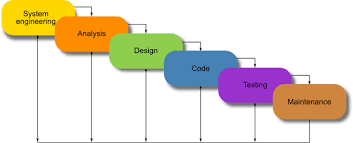 System
engineering
Analysis
Design
Code
Testing
Maintenance